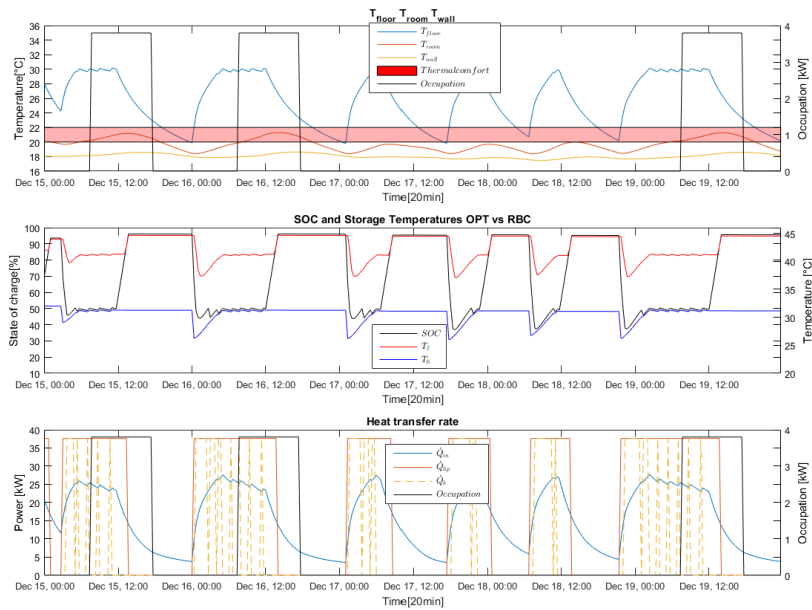 T_floor T_room T_wall
T_floor
T_room
T_wall
Thermalcomfort
Occupation
Temperature[°C]
36
34
32
30
28
26
24
22
20
18
16
Occupation [kW]
4
3
2
1
0
Dec 15, 00:00 Dec 15, 12:00 Dec 16, 00:00 Dec 16, 12:00 Dec 17, 00:00 Dec 17, 12:00 Dec 18, 00:00 Dec 18, 12:00 Dec 19, 00:00 Dec 19, 12:00
Time[20min]
SOC and Storage Temperatures OPT vs RBC
State of charge[%]
100
90
80
70
60
50
40
30
20
10
SOC
T_7
T_6
Temperature [°C]
45
40
35
30
25
20
Dec 15, 00:00 Dec 15, 12:00 Dec 16, 00:00 Dec 16, 12:00 Dec 17, 00:00 Dec 17, 12:00 Dec 18, 00:00 Dec 18, 12:00 Dec 19, 00:00 Dec 19, 12:00
Time[20min]
Heat transfer rate
Power [kW]
40
35
30
25
20
15
10
5
0
Q̇_in
Q̇_hp
Q̇_b
Occupation
Occupation [kW]
4
3
2
1
0
Dec 15, 00:00 Dec 15, 12:00 Dec 16, 00:00 Dec 16, 12:00 Dec 17, 00:00 Dec 17, 12:00 Dec 18, 00:00 Dec 18, 12:00 Dec 19, 00:00 Dec 19, 12:00
Time[20min]